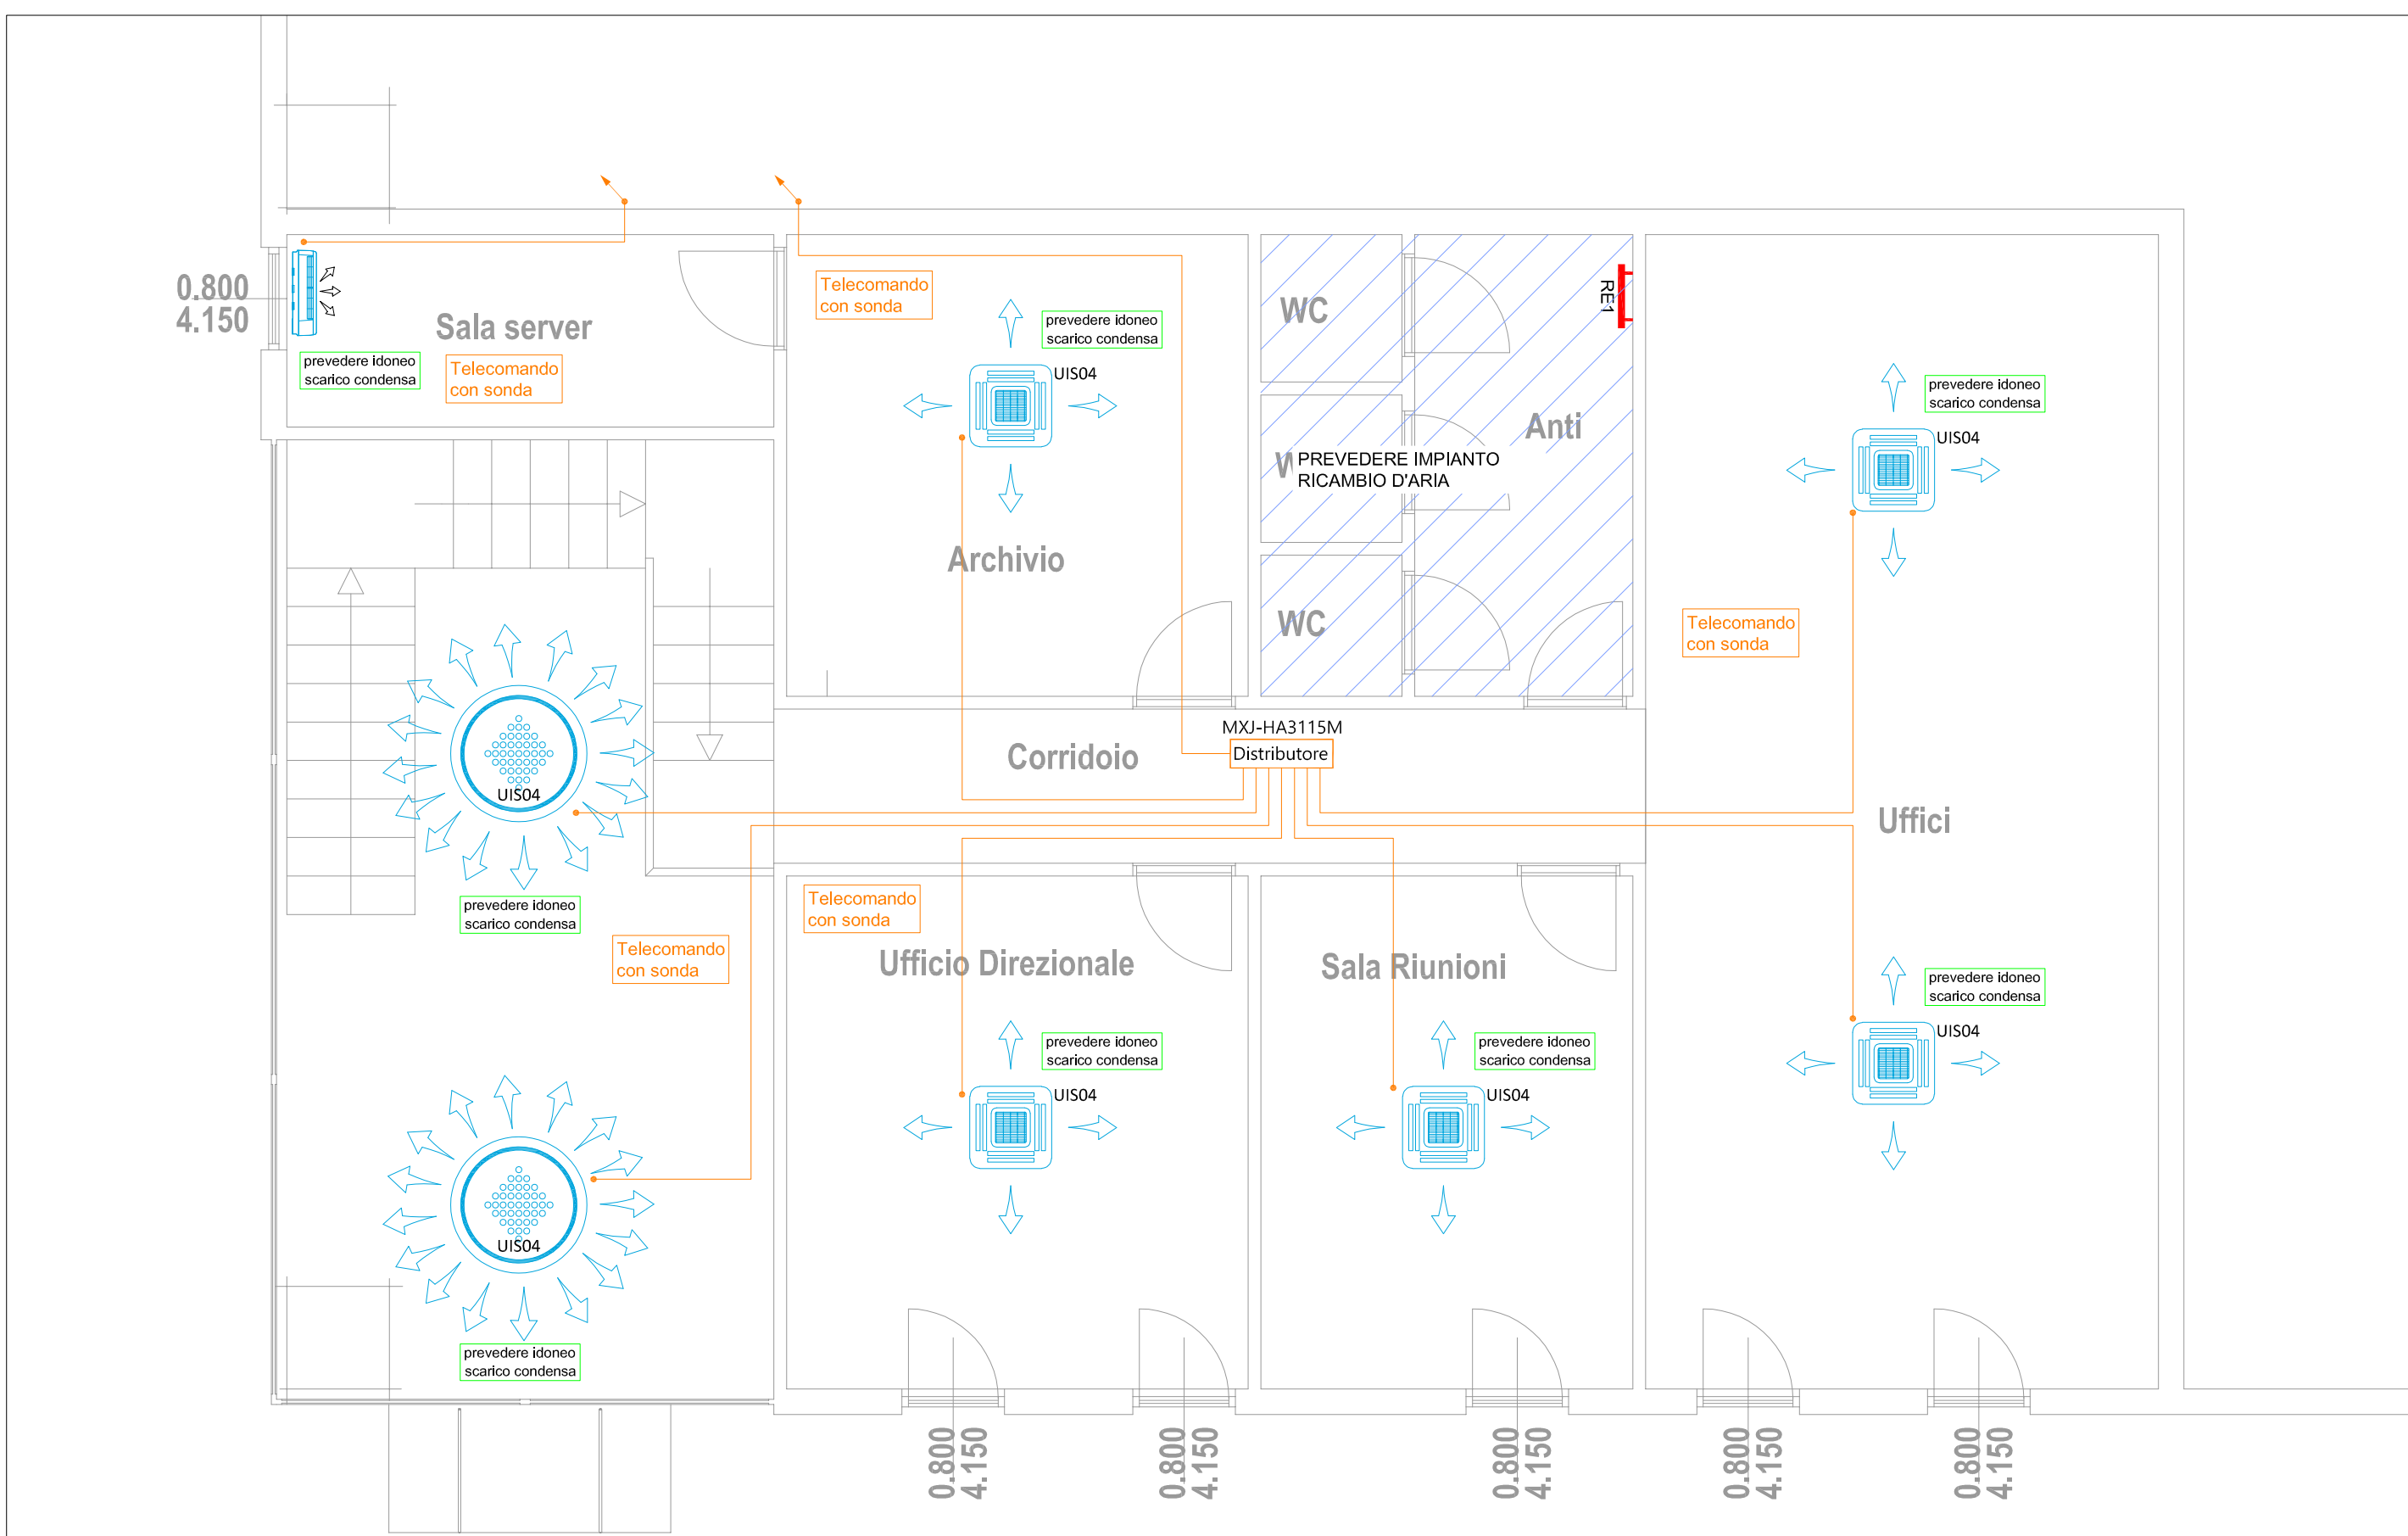 0.800
4.150
Sala server
prevedere idoneo
scarico condensa
Telecomando
con sonda
Telecomando
con sonda
prevedere idoneo
scarico condensa
UIS04
Archivio
WC
RE1
Anti
W
PREVEDERE IMPIANTO
RICAMBIO D'ARIA
WC
prevedere idoneo
scarico condensa
UIS04
Telecomando
con sonda
Uffici
MXJ-HA3115M
Distributore
Corridoio
UIS04
prevedere idoneo
scarico condensa
Telecomando
con sonda
Telecomando
con sonda
Ufficio Direzionale
Sala Riunioni
prevedere idoneo
scarico condensa
UIS04
prevedere idoneo
scarico condensa
UIS04
prevedere idoneo
scarico condensa
UIS04
UIS04
prevedere idoneo
scarico condensa
0.800
4.150
0.800
4.150
0.800
4.150
0.800
4.150
0.800
4.150